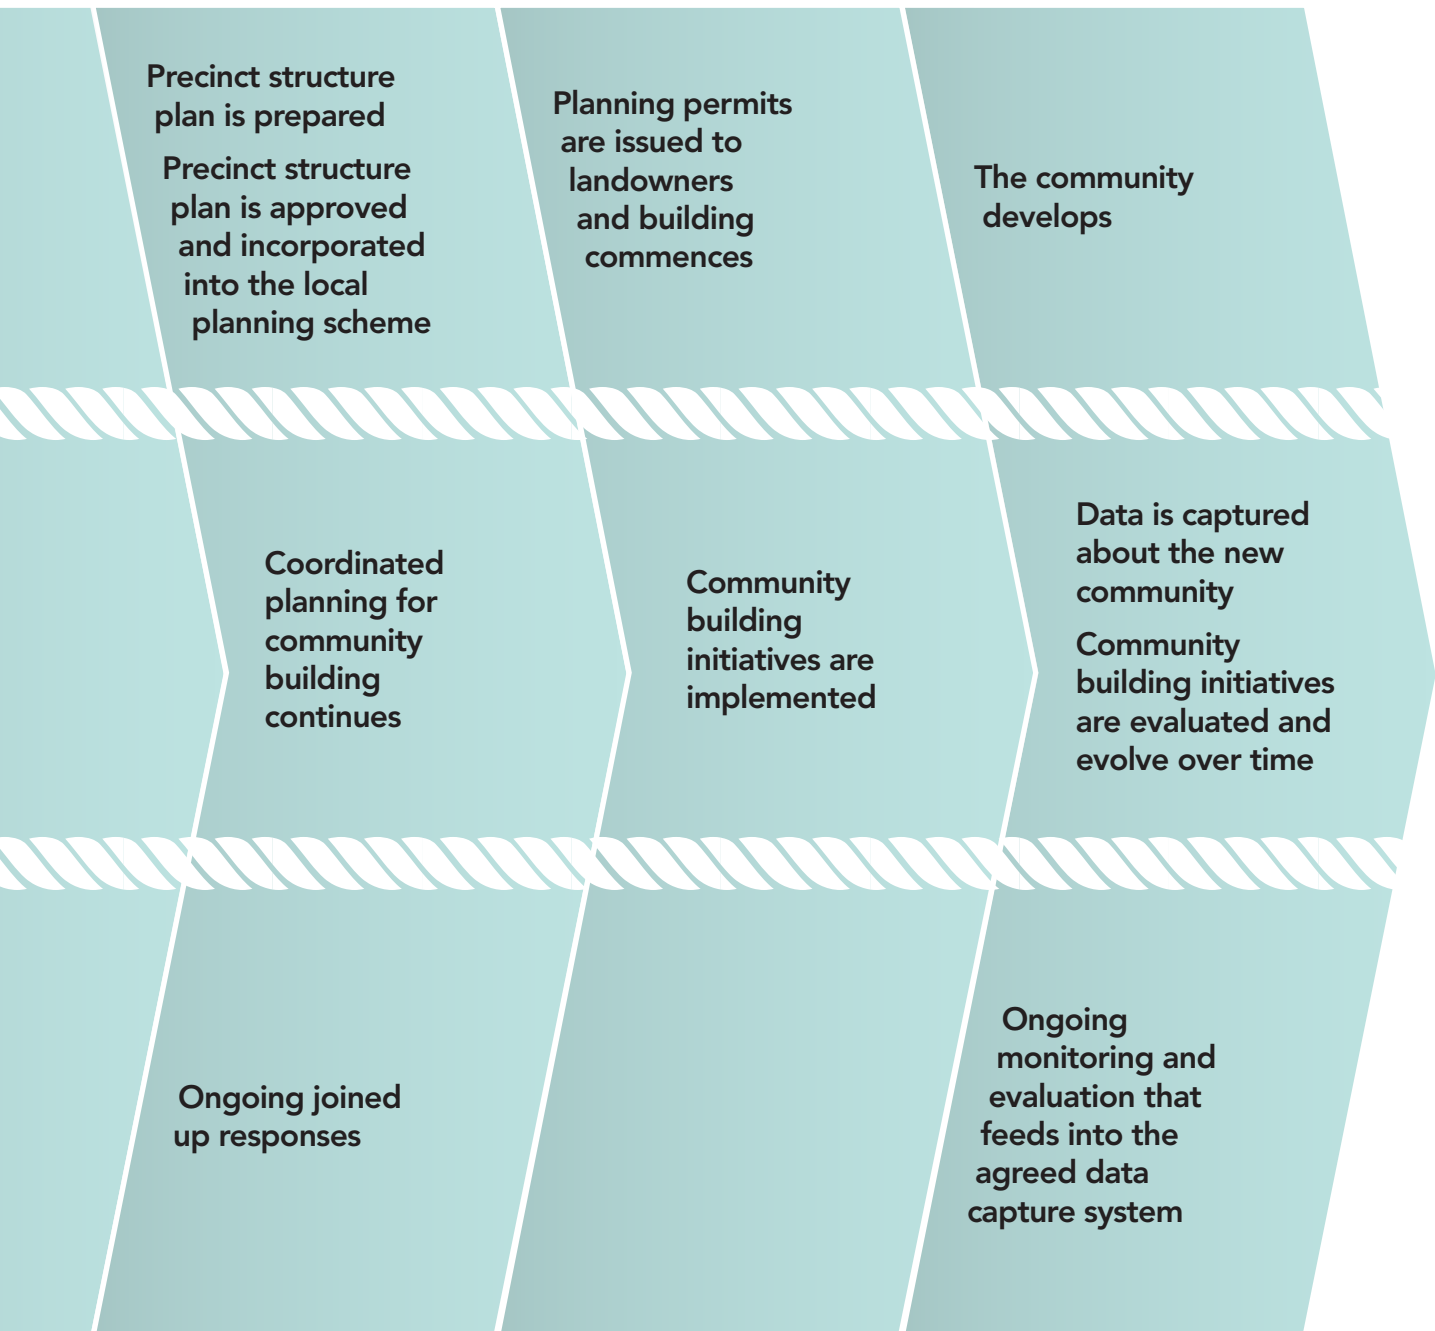 Precinct structure
plan is prepared
Precinct structure
plan is approved
and incorporated
into the local
planning scheme
Planning permits
are issued to
landowners
and building
commences
The community
develops
Coordinated
planning for
community
building
continues
Community
building
initiatives are
implemented
Data is captured
about the new
community
Community
building initiatives
are evaluated and
evolve over time
Ongoing joined
up responses
Ongoing
monitoring and
evaluation that
feeds into the
agreed data
capture system